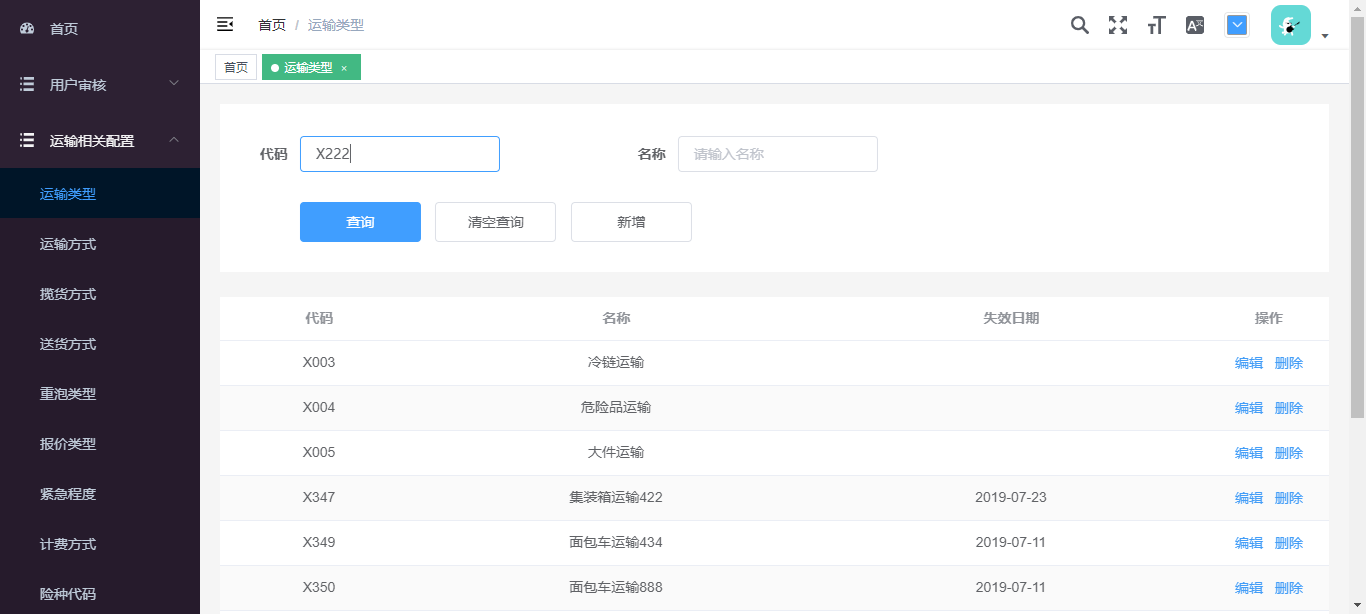 首页
用户审核
运输相关配置
运输类型
运输方式
揽货方式
送货方式
重泡类型
报价类型
紧急程度
计费方式
险种代码
首页 / 运输类型
首页 运输类型 ×
代码 X222 名称 请输入名称
查询 清空查询 新增
代码 名称 失效日期 操作
X003 冷链运输 编辑 删除
X004 危险品运输 编辑 删除
X005 大件运输 编辑 删除
X347 集装箱运输422 2019-07-23 编辑 删除
X349 面包车运输434 2019-07-11 编辑 删除
X350 面包车运输888 2019-07-11 编辑 删除